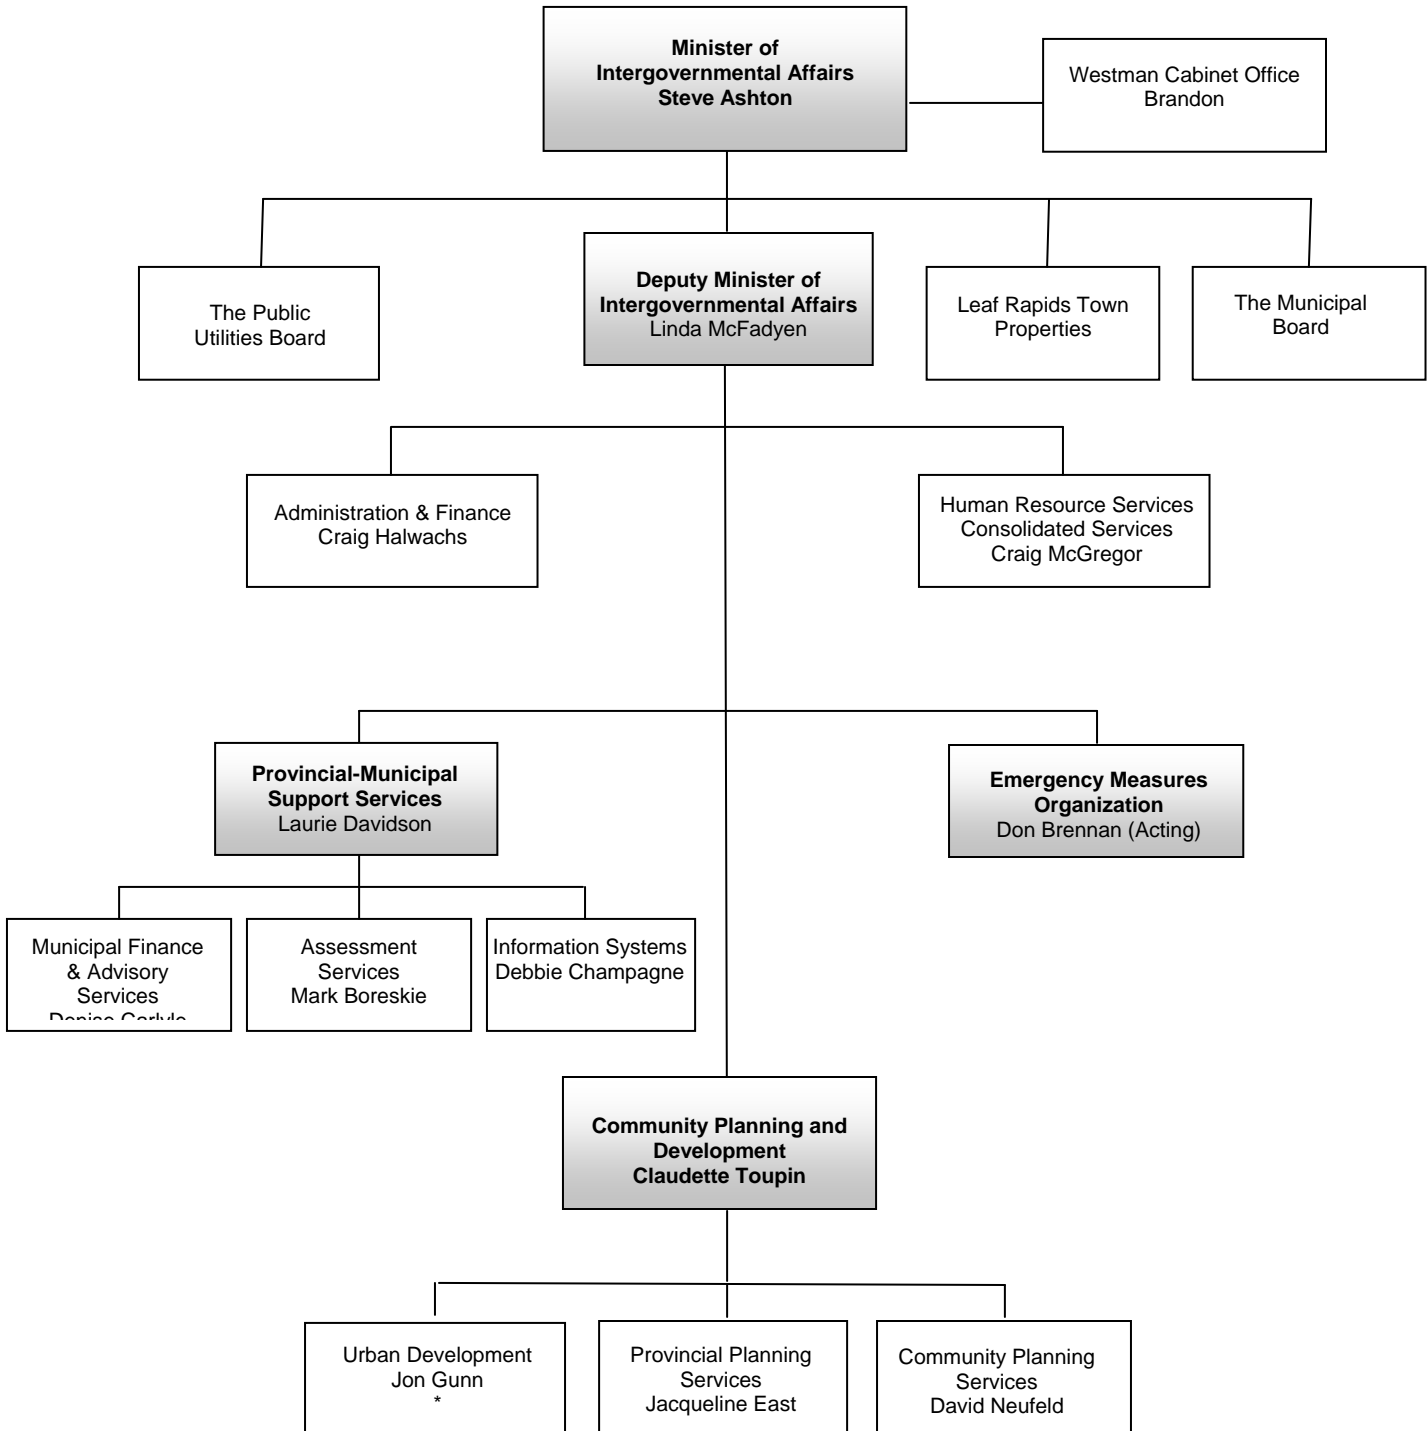 Minister of
Intergovernmental Affairs
Steve Ashton
Westman Cabinet Office
Brandon
The Public
Utilities Board
Deputy Minister of
Intergovernmental Affairs
Linda McFadyen
Leaf Rapids Town
Properties
The Municipal
Board
Administration & Finance
Craig Halwachs
Human Resource Services
Consolidated Services
Craig McGregor
Provincial-Municipal
Support Services
Laurie Davidson
Emergency Measures
Organization
Don Brennan (Acting)
Municipal Finance
& Advisory
Services
Denise Carlyle
Assessment
Services
Mark Boreskie
Information Systems
Debbie Champagne
Community Planning and
Development
Claudette Toupin
Urban Development
Jon Gunn
*
Provincial Planning
Services
Jacqueline East
Community Planning
Services
David Neufeld